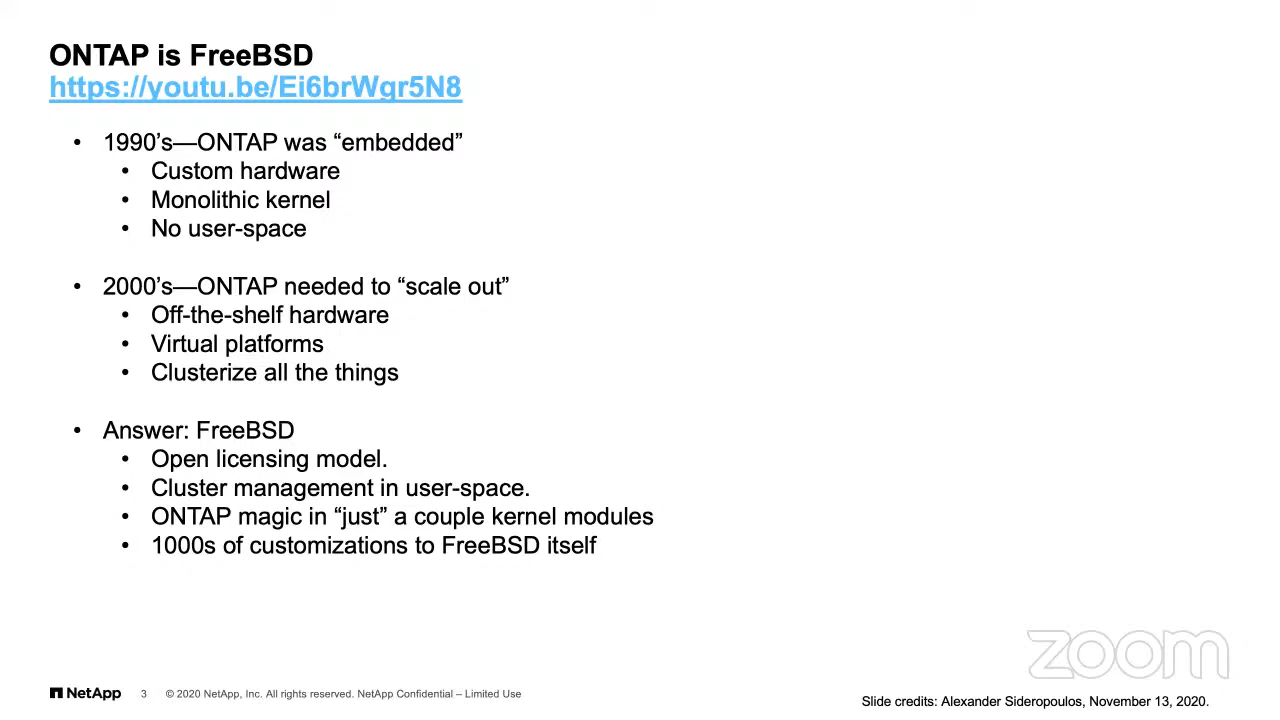 ONTAP is FreeBSD
https://youtu.be/Ei6brWqr5N8
• 1990’s—ONTAP was “embedded”
• Custom hardware
• Monolithic kernel
• No user-space
• 2000’s—ONTAP needed to “scale out”
• Off-the-shelf hardware
• Virtual platforms
• Clusterize all the things
• Answer: FreeBSD
• Open licensing model.
• Cluster management in user-space.
• ONTAP magic in “just” a couple kernel modules
• 1000s of customizations to FreeBSD itself
zoom
NetApp 3 © 2020 NetApp, Inc. All rights reserved. NetApp Confidential – Limited Use
Slide credits: Alexander Sideropoulos, November 13, 2020.